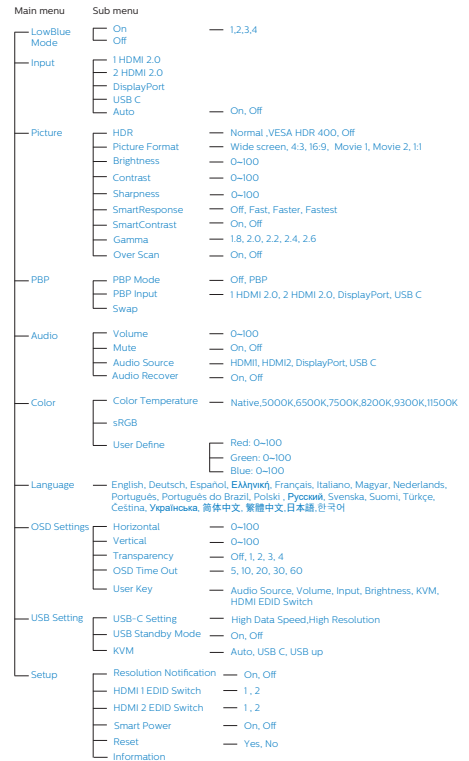 Main menu Sub menu
LowBlue Mode On 1,2,3,4
Off
Input 1 HDMI 2.0
2 HDMI 2.0
DisplayPort
USB C
Auto On, Off
Picture HDR Normal ,VESA HDR 400, Off
Picture Format Wide screen, 4:3, 16:9, Movie 1, Movie 2, 1:1
Brightness 0~100
Contrast 0~100
Sharpness 0~100
SmartResponse Off, Fast, Faster, Fastest
SmartContrast On, Off
Gamma 1.8, 2.0, 2.2, 2.4, 2.6
Over Scan On, Off
PBP PBP Mode Off, PBP
PBP Input 1 HDMI 2.0, 2 HDMI 2.0, DisplayPort, USB C
Swap
Audio Volume 0~100
Mute On, Off
Audio Source HDMI1, HDMI2, DisplayPort, USB C
Audio Recover On, Off
Color Color Temperature Native,5000K,6500K,7500K,8200K,9300K,11500K
sRGB
User Define Red: 0~100
Green: 0~100
Blue: 0~100
Language English, Deutsch, Español, Ελληνική, Français, Italiano, Magyar, Nederlands,
Português, Português do Brazil, Polski , Русский, Svenska, Suomi, Türkçe,
Čeština, Українська, 简体中文, 繁體中文,日本語,한국어
OSD Settings Horizontal 0~100
Vertical 0~100
Transparency Off, 1, 2, 3, 4
OSD Time Out 5, 10, 20, 30, 60
User Key Audio Source, Volume, Input, Brightness, KVM,
HDMI EDID Switch
USB Setting USB-C Setting High Data Speed,High Resolution
USB Standby Mode On, Off
KVM Auto, USB C, USB up
Setup Resolution Notification On, Off
HDMI 1 EDID Switch 1 , 2
HDMI 2 EDID Switch 1 , 2
Smart Power On, Off
Reset Yes, No
Information